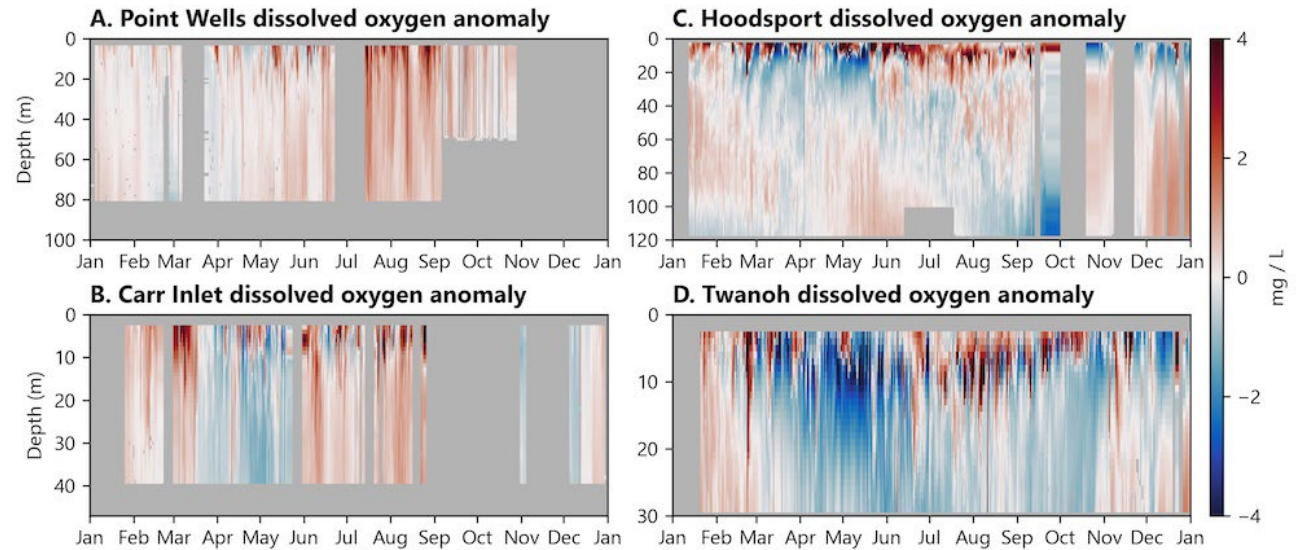 A. Point Wells dissolved oxygen anomaly
0
20
40
60
80
100
Depth (m)
Jan Feb Mar Apr May Jun Jul Aug Sep Oct Nov Dec Jan
B. Carr Inlet dissolved oxygen anomaly
0
10
20
30
40
Depth (m)
Jan Feb Mar Apr May Jun Jul Aug Sep Oct Nov Dec Jan
C. Hoodsport dissolved oxygen anomaly
0
20
40
60
80
100
120
Jan Feb Mar Apr May Jun Jul Aug Sep Oct Nov Dec Jan
D. Twanoh dissolved oxygen anomaly
0
10
20
30
Jan Feb Mar Apr May Jun Jul Aug Sep Oct Nov Dec Jan
4
2
0
−2
−4
mg / L